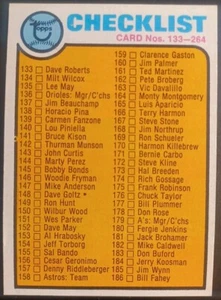 Topps
CHECKLIST
CARD Nos. 133-264
133 Dave Roberts
134 Milt Wilcox
135 Lee May
136 Orioles: Mgr./Chs
137 Jim Beauchamp
138 Horacio Pina
139 Carmen Fanzone
140 Lou Piniella
141 Bruce Kison
142 Thurman Munson
143 John Curtis
144 Marty Perez
145 Bobby Bonds
146 Woodie Fryman
147 Mike Anderson
148 Dave Goltz *
149 Ron Hunt
150 Wilbur Wood
151 Wes Parker
152 Dave May
153 Al Hrabosky
154 Jeff Torborg
155 Sal Bando
156 Cesar Geronimo
157 Denny Riddleberger
158 Astros: Team
159 Clarence Gaston
160 Jim Palmer
161 Ted Martinez
162 Pete Broberg
163 Vic Davalillo
164 Monty Montgomery
165 Luis Aparicio
166 Terry Harmon
167 Steve Stone
168 Jim Northrup
169 Ron Schueler
170 Harmon Killebrew
171 Bernie Carbo
172 Steve Kline
173 Hal Breeden
174 Rich Gossage
175 Frank Robinson
176 Chuck Taylor
177 Bill Plummer
178 Don Rose
179 A's: Mgr./Chs
180 Fergie Jenkins
181 Jack Brohamer
182 Mike Caldwell
183 Don Buford
184 Jerry Koosman
185 Jim Wynn
186 Bill Fahey